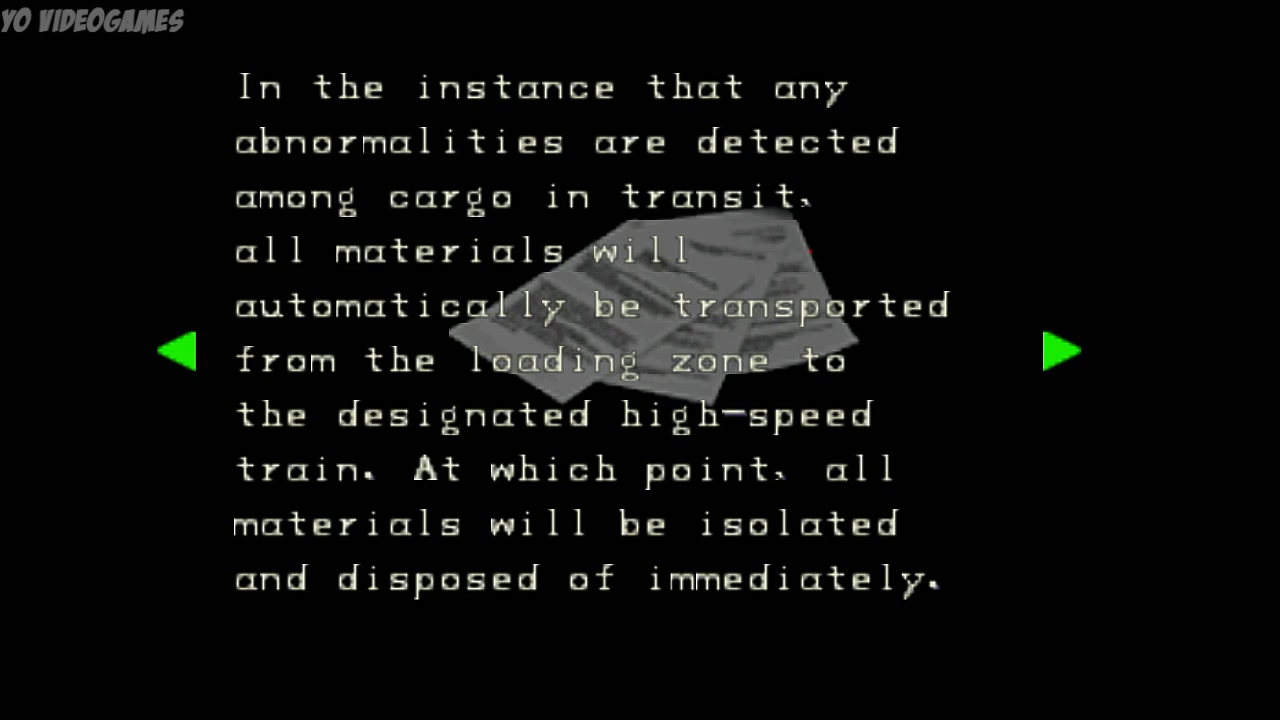 YO VIDEOGAMES
In the instance that any
abnormalities are detected
among cargo in transit,
all materials will
automatically be transported
from the loading zone to
the designated high-speed
train. At which point, all
materials will be isolated
and disposed of immediately.